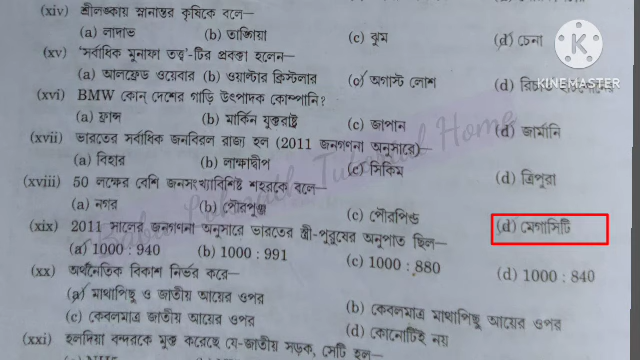 (xiv) শ্রীলঙ্কায় স্থানান্তর কৃষিকে বলে—
(a) লাদাভ (b) তাঙ্গিয়া (c) ঝুম (d) চেনা
(xv) 'সর্বাধিক মুনাফা তত্ত্ব'-টির প্রবক্তা হলেন—
(a) আলফ্রেড ওয়েবার (b) ওয়াল্টার ক্রিস্টলার (c) অগাস্ট লোশ (d)
KINEMASTER
(xvi) BMW কোন্ দেশের গাড়ি উৎপাদক কোম্পানি?
(a) ফ্রান্স (b) মার্কিন যুক্তরাষ্ট্র (c) জাপান (d) জার্মানি
(xvii) ভারতের সর্বাধিক জনবিরল রাজ্য হল (2011 জনগণনা অনুসারে)—
(a) বিহার (b) লাক্ষাদ্বীপ (c) সিকিম (d) ত্রিপুরা
(xviii) 50 লক্ষের বেশি জনসংখ্যাবিশিষ্ট শহরকে বলে—
(a) নগর (b) পৌরপুঞ্জ (c) পৌরপিণ্ড (d) মেগাসিটি
(xix) 2011 সালের জনগণনা অনুসারে ভারতের স্ত্রী-পুরুষের অনুপাত ছিল—
(a) 1000 : 940 (b) 1000 : 991 (c) 1000 : 880 (d) 1000 : 840
(xx) অর্থনৈতিক বিকাশ নির্ভর করে—
(a) মাথাপিছু ও জাতীয় আয়ের ওপর (b) কেবলমাত্র মাথাপিছু আয়ের ওপর
(c) কেবলমাত্র জাতীয় আয়ের ওপর (d) কোনোটিই নয়
(xxi) হলদিয়া বন্দরকে যুক্ত করেছে যে-জাতীয় সড়ক, সেটি হল—